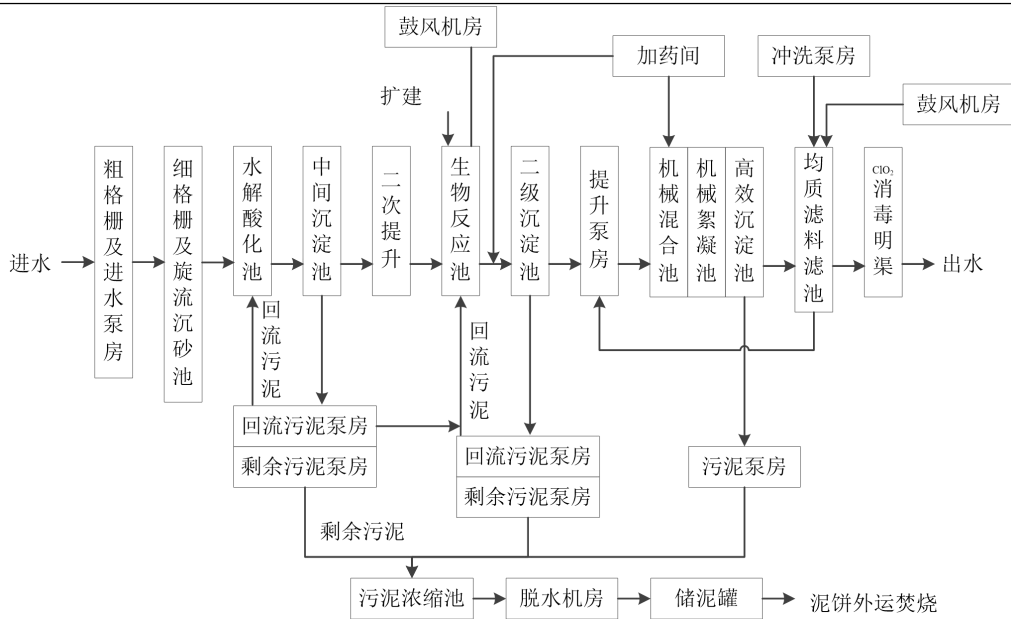 鼓风机房
加药间
冲洗泵房
鼓风机房
扩建
进水
粗格栅及进水泵房
细格栅及旋流沉砂池
水解酸化池
中间沉淀池
二次提升
生物反应池
二级沉淀池
提升泵房
机械混合池
机械絮凝池
高效沉淀池
均质滤料滤池
ClO₂消毒明渠
出水
回流污泥
回流污泥
回流污泥泵房
剩余污泥泵房
回流污泥泵房
剩余污泥泵房
污泥泵房
剩余污泥
污泥浓缩池
脱水机房
储泥罐
泥饼外运焚烧